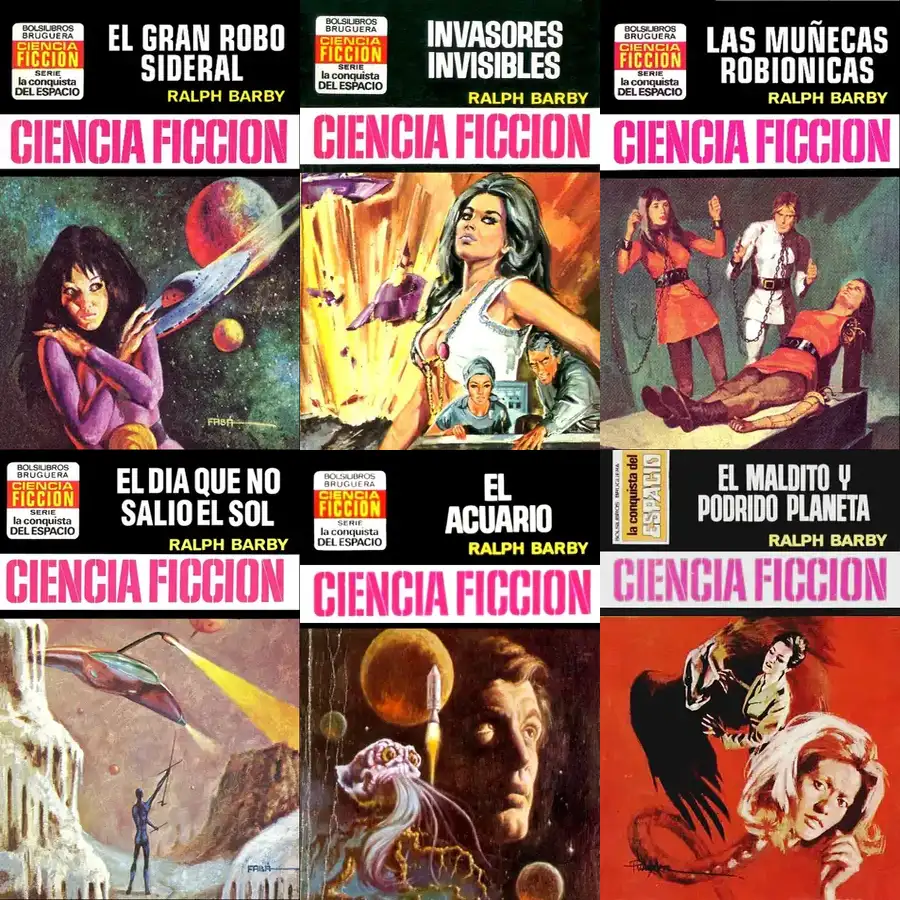 BOLSILIBROS
BRUGUERA
CIENCIA
FICCION
SERIE
la conquista
DEL ESPACIO
EL GRAN ROBO
SIDERAL
RALPH BARBY
CIENCIA FICCION
FABÁ
BOLSILIBROS
BRUGUERA
CIENCIA
FICCION
SERIE
la conquista
DEL ESPACIO
INVASORES
INVISIBLES
RALPH BARBY
CIENCIA FICCION
BOLSILIBROS
BRUGUERA
CIENCIA
FICCION
SERIE
la conquista
DEL ESPACIO
LAS MUÑECAS
ROBIONICAS
RALPH BARBY
CIENCIA FICCION
BOLSILIBROS
BRUGUERA
CIENCIA
FICCION
SERIE
la conquista
DEL ESPACIO
EL DIA QUE NO
SALIO EL SOL
RALPH BARBY
CIENCIA FICCION
FABÁ
BOLSILIBROS
BRUGUERA
CIENCIA
FICCION
SERIE
la conquista
DEL ESPACIO
EL
ACUARIO
RALPH BARBY
CIENCIA FICCION
BOLSILIBROS BRUGUERA
la conquista del
ESPACIO
EL MALDITO Y
PODRIDO PLANETA
RALPH BARBY
CIENCIA FICCION